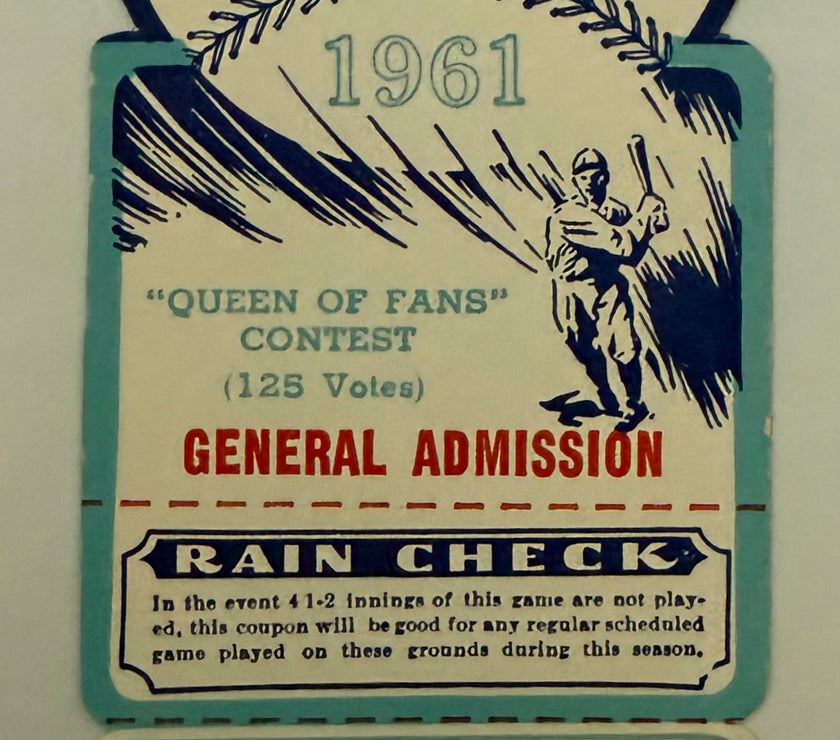 1961
"QUEEN OF FANS"
CONTEST
(125 Votes)
GENERAL ADMISSION
RAIN CHECK
In the event 4 1-2 innings of this game are not play-
ed, this coupon will be good for any regular scheduled
game played on these grounds during this season.